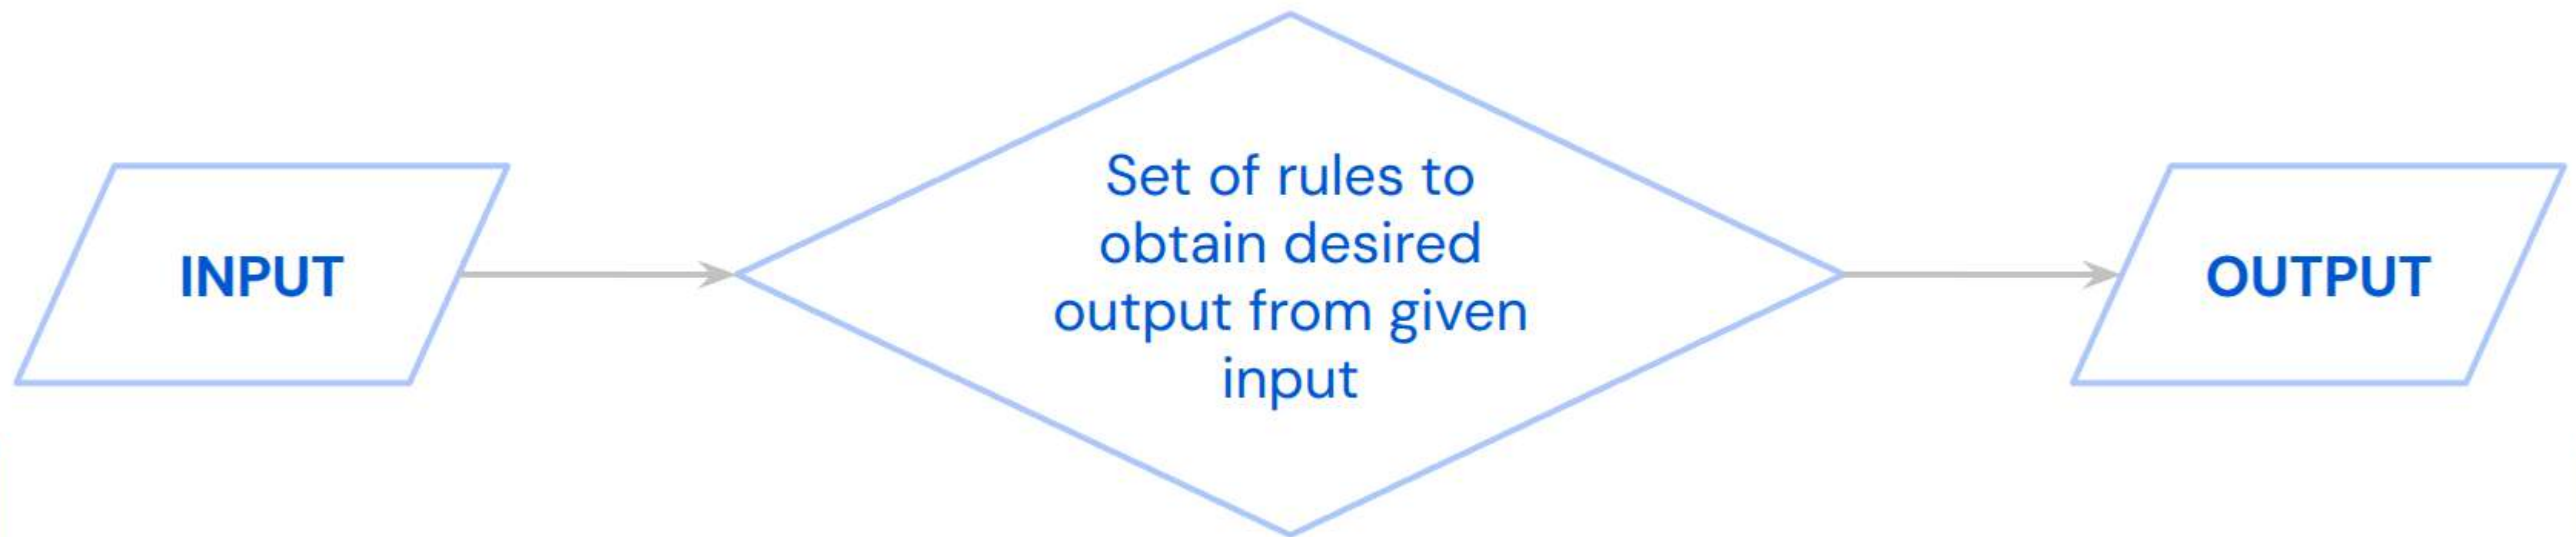 INPUT
Set of rules to
obtain desired
output from given
input
OUTPUT